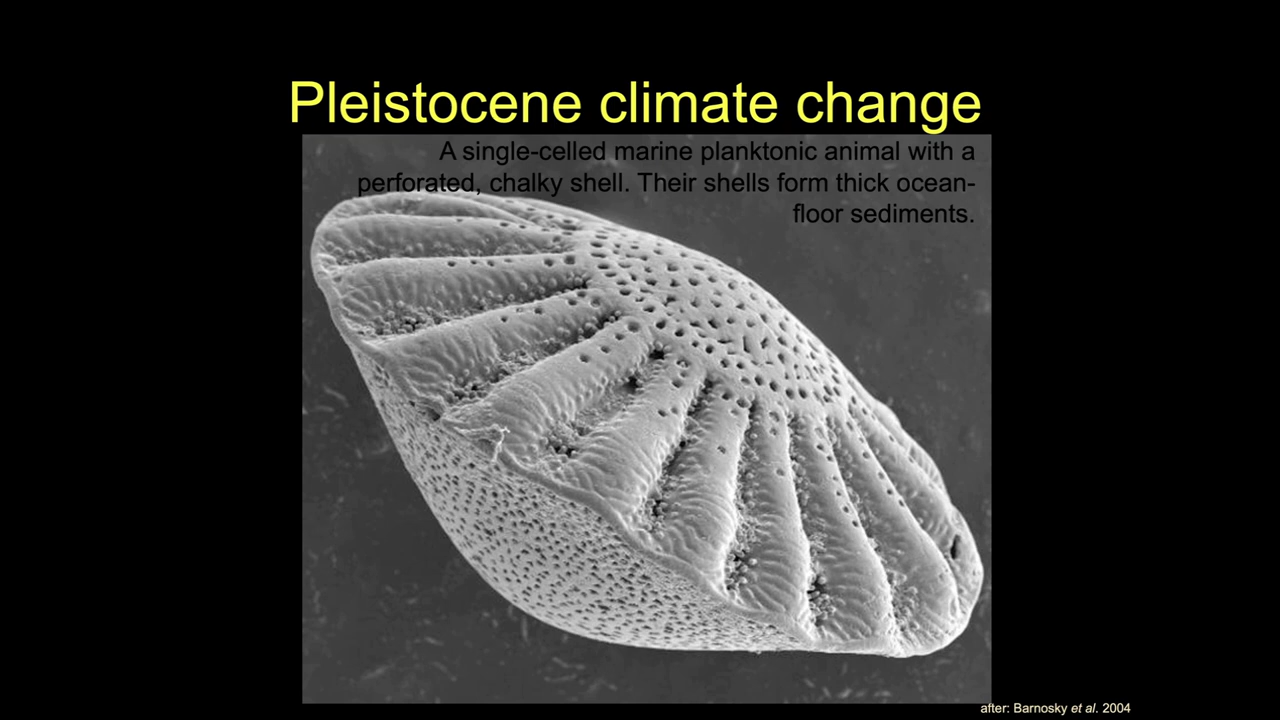 Pleistocene climate change
A single-celled marine planktonic animal with a
perforated, chalky shell. Their shells form thick ocean-
floor sediments.
after: Barnosky et al. 2004